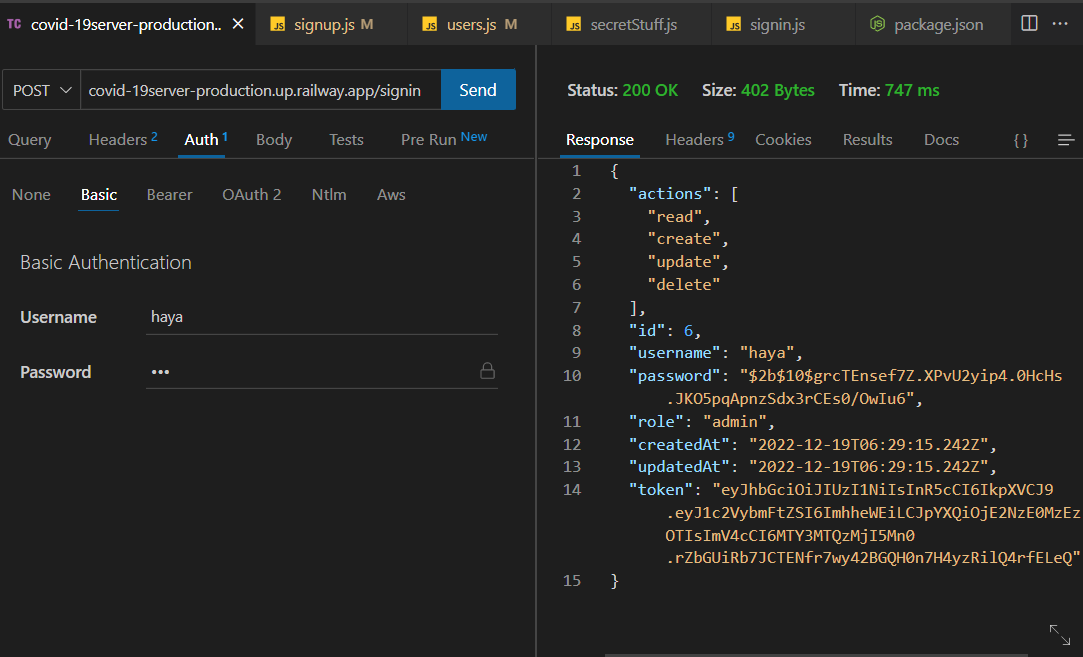 TC covid-19server-production.. × JS signup.js M JS users.js M JS secretStuff.js JS signin.js package.json ···
POST covid-19server-production.up.railway.app/signin Send
Status: 200 OK Size: 402 Bytes Time: 747 ms
Query Headers 2 Auth 1 Body Tests Pre Run New
Response Headers 9 Cookies Results Docs {}
None Basic Bearer OAuth 2 Ntlm Aws
Basic Authentication
Username haya
Password •••
1 {
2 "actions": [
3 "read",
4 "create",
5 "update",
6 "delete"
7 ],
8 "id": 6,
9 "username": "haya",
10 "password": "$2b$10$grcTEnsef7Z.XPvU2yip4.0HcHs
.JKO5pqApnzSdx3rCEs0/OwIu6",
11 "role": "admin",
12 "createdAt": "2022-12-19T06:29:15.242Z",
13 "updatedAt": "2022-12-19T06:29:15.242Z",
14 "token": "eyJhbGciOiJIUzI1NiIsInR5cCI6IkpXVCJ9
.eyJ1c2VybmFtZSI6ImhheWEiLCJpYXQiOjE2NzE0MzEz
OTIsImV4cCI6MTY3MTQzMjI5Mn0
.rZbGUiRb7JCTENfr7wy42BGQH0n7H4yzRilQ4rfELeQ"
15 }